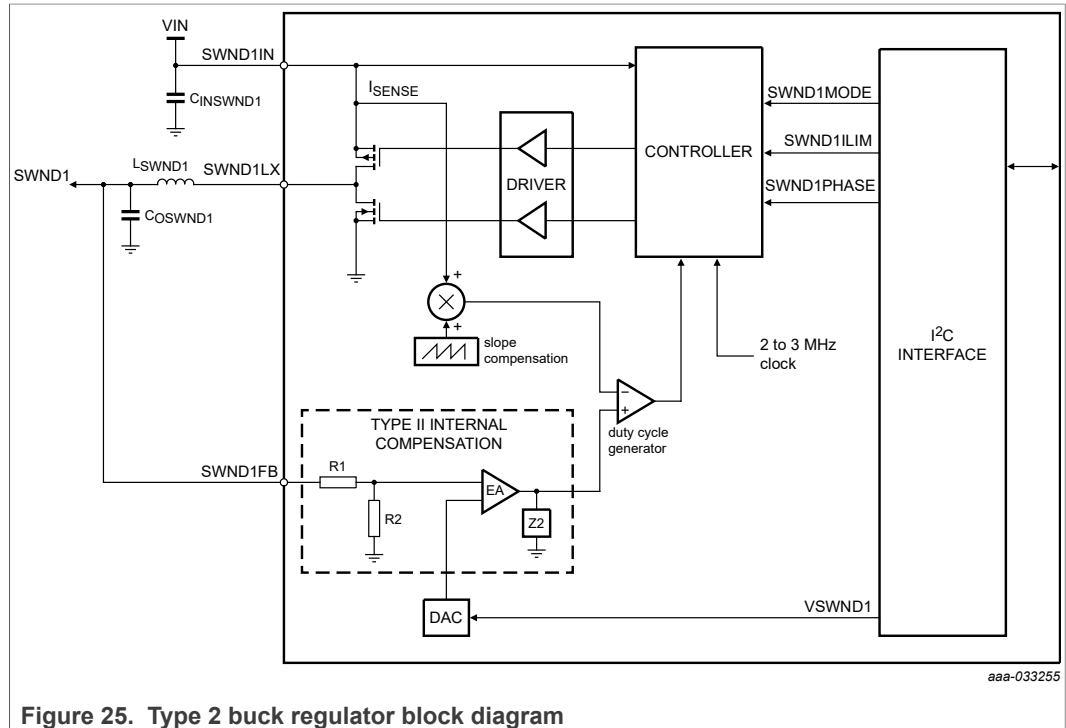 VIN
SWND1IN
CINSWND1
ISENSE
SWND1MODE
SWND1ILIM
SWND1PHASE
CONTROLLER
DRIVER
LSWND1
SWND1LX
SWND1
COSWND1
+
×
+
slope
compensation
2 to 3 MHz
clock
I2C
INTERFACE
−
+
duty cycle
generator
TYPE II INTERNAL
COMPENSATION
SWND1FB
R1
R2
EA
Z2
DAC
VSWND1
aaa-033255
Figure 25. Type 2 buck regulator block diagram